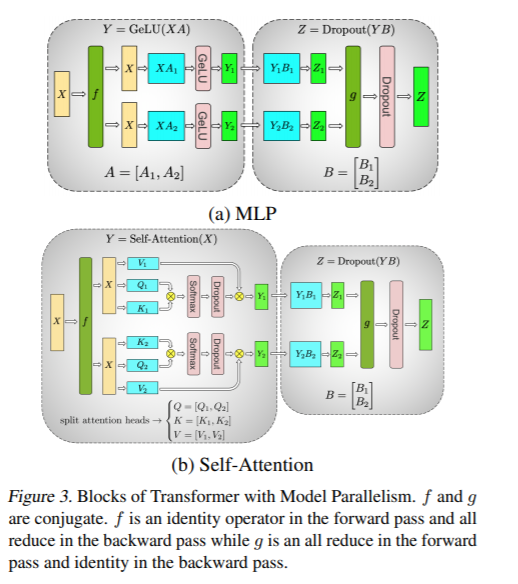 Y = GeLU(XA)
X
f
X
XA₁
GeLU
Y₁
X
XA₂
GeLU
Y₂
A = [A₁, A₂]
Z = Dropout(YB)
Y₁B₁
Z₁
Y₂B₂
Z₂
g
Dropout
Z
B = [B₁
B₂]
(a) MLP
Y = Self-Attention(X)
X
f
X
V₁
Q₁
K₁
Softmax
Dropout
Y₁
X
K₂
Q₂
V₂
Softmax
Dropout
Y₂
split attention heads → { Q = [Q₁, Q₂]
K = [K₁, K₂]
V = [V₁, V₂]
Z = Dropout(YB)
Y₁B₁
Z₁
Y₂B₂
Z₂
g
Dropout
Z
B = [B₁
B₂]
(b) Self-Attention
Figure 3. Blocks of Transformer with Model Parallelism. f and g
are conjugate. f is an identity operator in the forward pass and all
reduce in the backward pass while g is an all reduce in the forward
pass and identity in the backward pass.